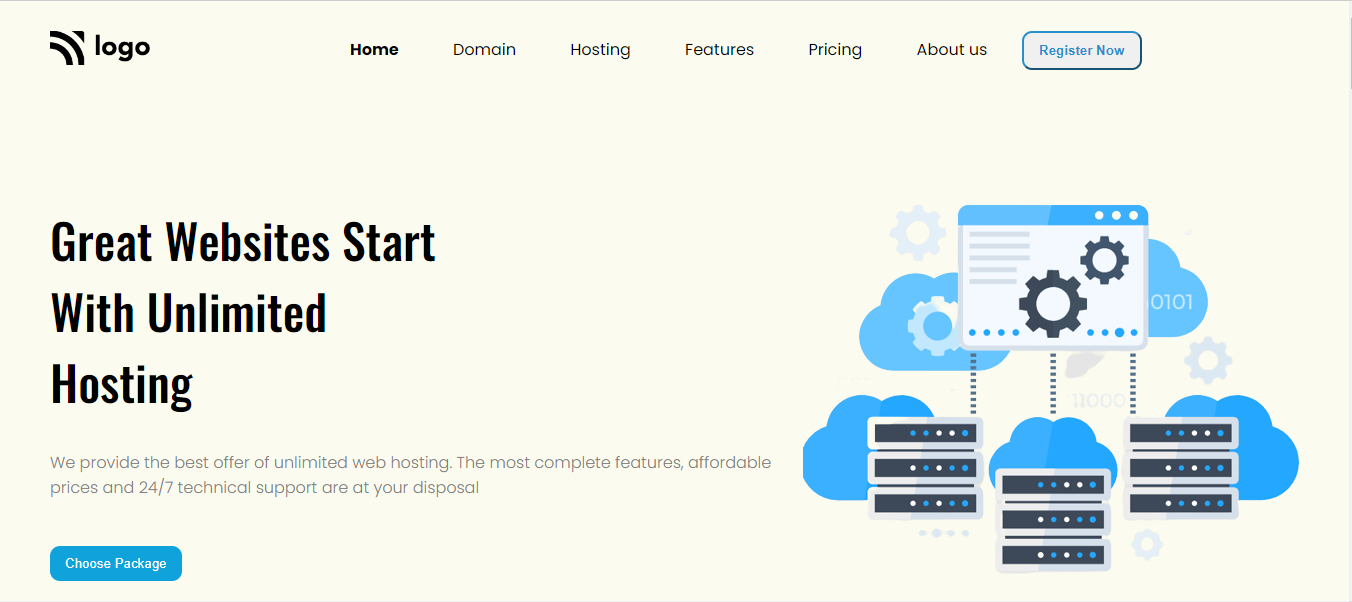 logo
Home Domain Hosting Features Pricing About us Register Now
Great Websites Start
With Unlimited
Hosting
We provide the best offer of unlimited web hosting. The most complete features, affordable
prices and 24/7 technical support are at your disposal
Choose Package
0101
11000